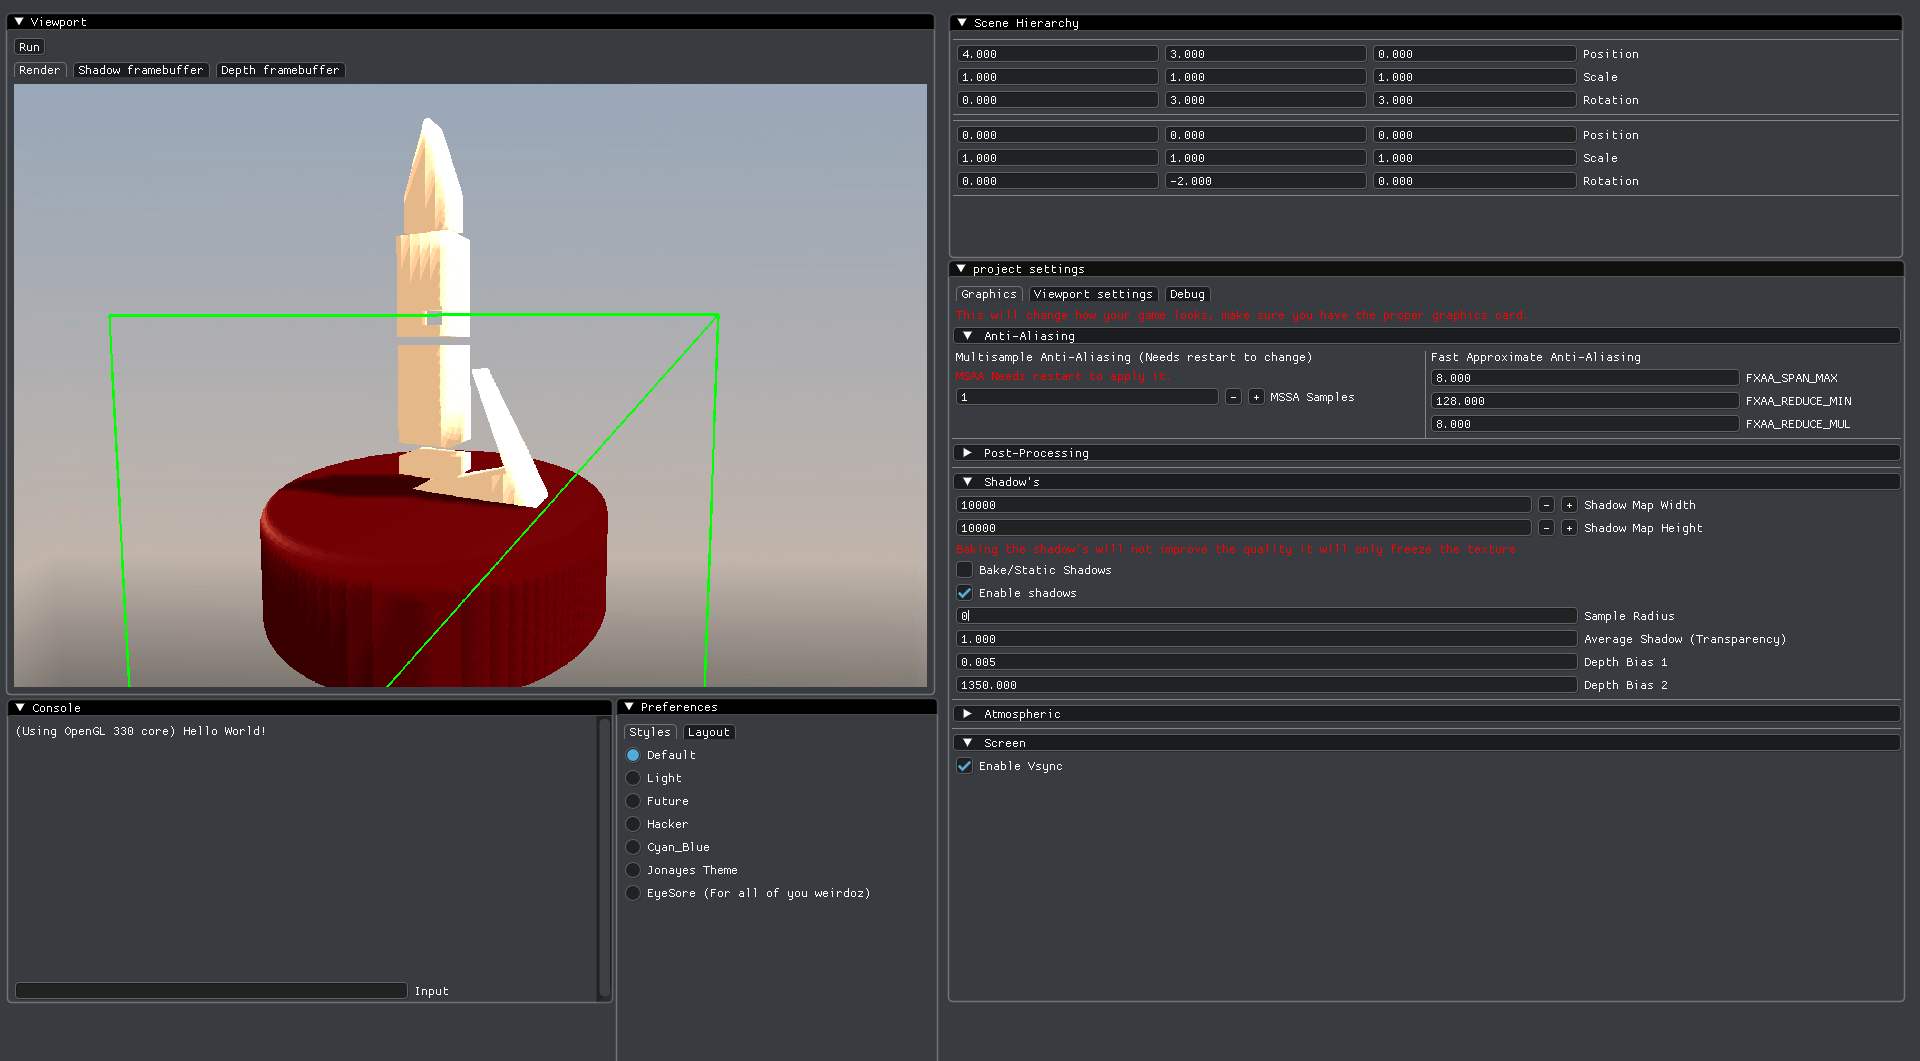 Viewport
Run
Render Shadow framebuffer Depth framebuffer
Scene Hierarchy
4.000 3.000 0.000 Position
1.000 1.000 1.000 Scale
0.000 3.000 3.000 Rotation
0.000 0.000 0.000 Position
1.000 1.000 1.000 Scale
0.000 -2.000 0.000 Rotation
project settings
Graphics Viewport settings Debug
This will change how your game looks, make sure you have the proper graphics card.
Anti-Aliasing
Multisample Anti-Aliasing (Needs restart to change)
MSAA Needs restart to apply it.
1 - + MSSA Samples
Fast Approximate Anti-Aliasing
8.000 FXAA_SPAN_MAX
128.000 FXAA_REDUCE_MIN
8.000 FXAA_REDUCE_MUL
Post-Processing
Shadow's
10000 - + Shadow Map Width
10000 - + Shadow Map Height
Baking the shadow's will not improve the quality it will only freeze the texture
Bake/Static Shadows
Enable shadows
0 Sample Radius
1.000 Average Shadow (Transparency)
0.005 Depth Bias 1
1350.000 Depth Bias 2
Atmospheric
Screen
Enable Vsync
Console
(Using OpenGL 330 core) Hello World!
Input
Preferences
Styles Layout
Default
Light
Future
Hacker
Cyan_Blue
Jonayes Theme
EyeSore (For all of you weirdoz)